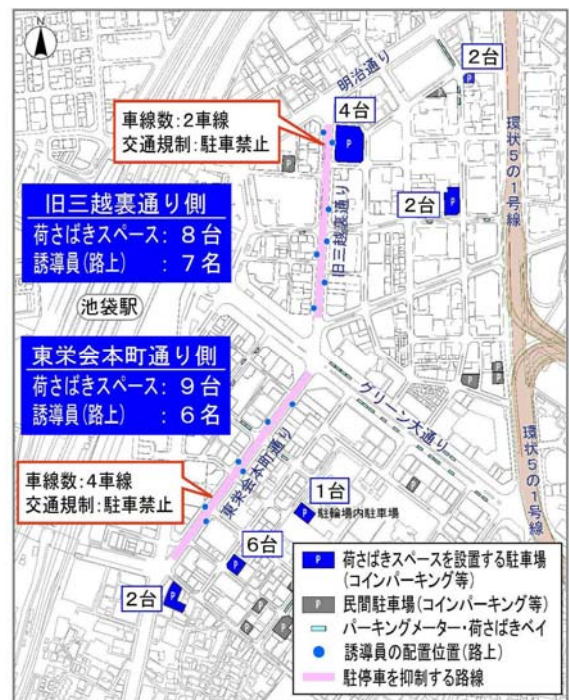 N
明治通り
2台
車線数:2車線
交通規制:駐車禁止
4台
P
P
環状5の1号線
旧三越裏通り側
荷さばきスペース:8台
誘導員(路上) :7名
旧三越裏通り
2台
P
池袋駅
東栄会本町通り側
荷さばきスペース:9台
誘導員(路上) :6名
グリーン大通り
車線数:4車線
交通規制:駐車禁止
東栄会本町通り
環状5の1号線
1台
P
駐輪場内駐車場
6台
P
2台
P
P 荷さばきスペースを設置する駐車場
(コインパーキング等)
P 民間駐車場(コインパーキング等)
パーキングメーター・荷さばきベイ
誘導員の配置位置(路上)
駐停車を抑制する路線